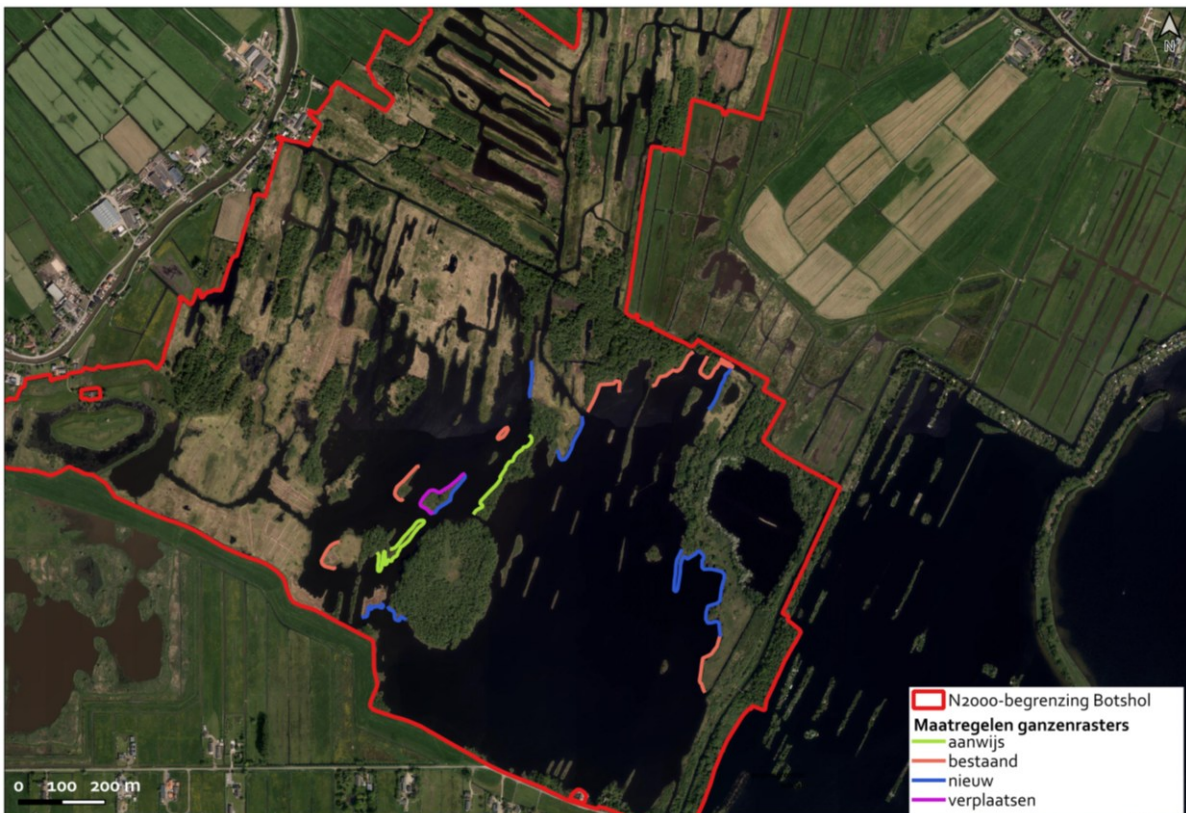 N
N2000-begrenzing Botshol
Maatregelen ganzenrasters
aanwijs
bestaand
nieuw
verplaatsen
0 100 200 m